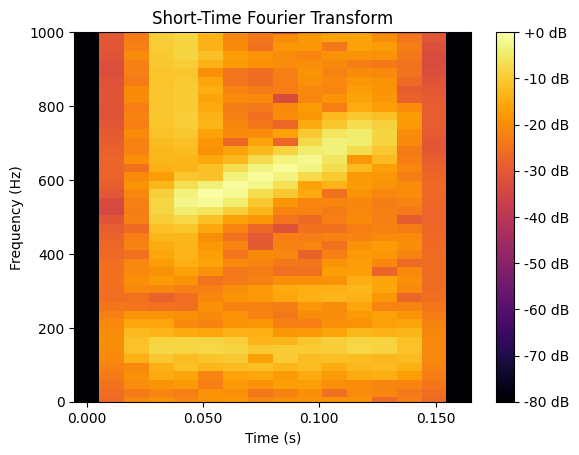 Short-Time Fourier Transform
1000
800
600
400
200
0
Frequency (Hz)
0.000
0.050
0.100
0.150
Time (s)
+0 dB
-10 dB
-20 dB
-30 dB
-40 dB
-50 dB
-60 dB
-70 dB
-80 dB